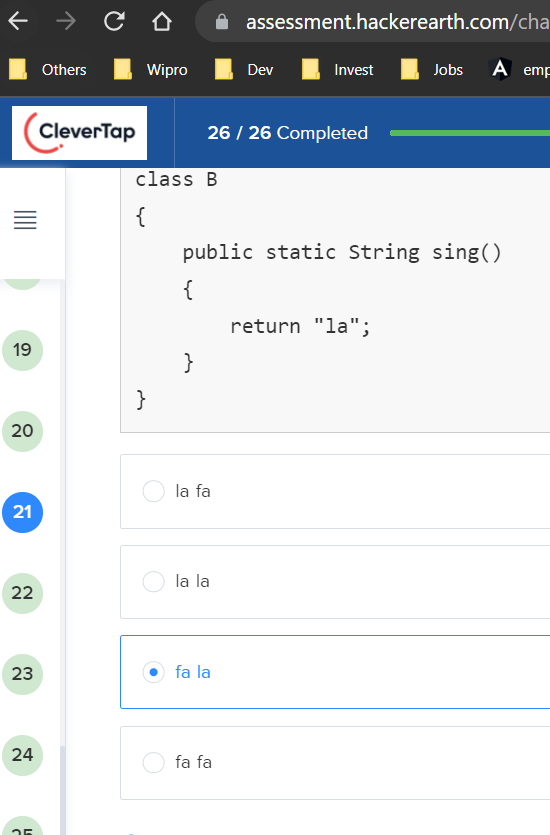 assessment.hackerearth.com/cha
Others Wipro Dev Invest Jobs emp
CleverTap 26 / 26 Completed
class B
{
public static String sing()
{
return "la";
}
}
19
20
21
22
23
24
25
la fa
la la
fa la
fa fa